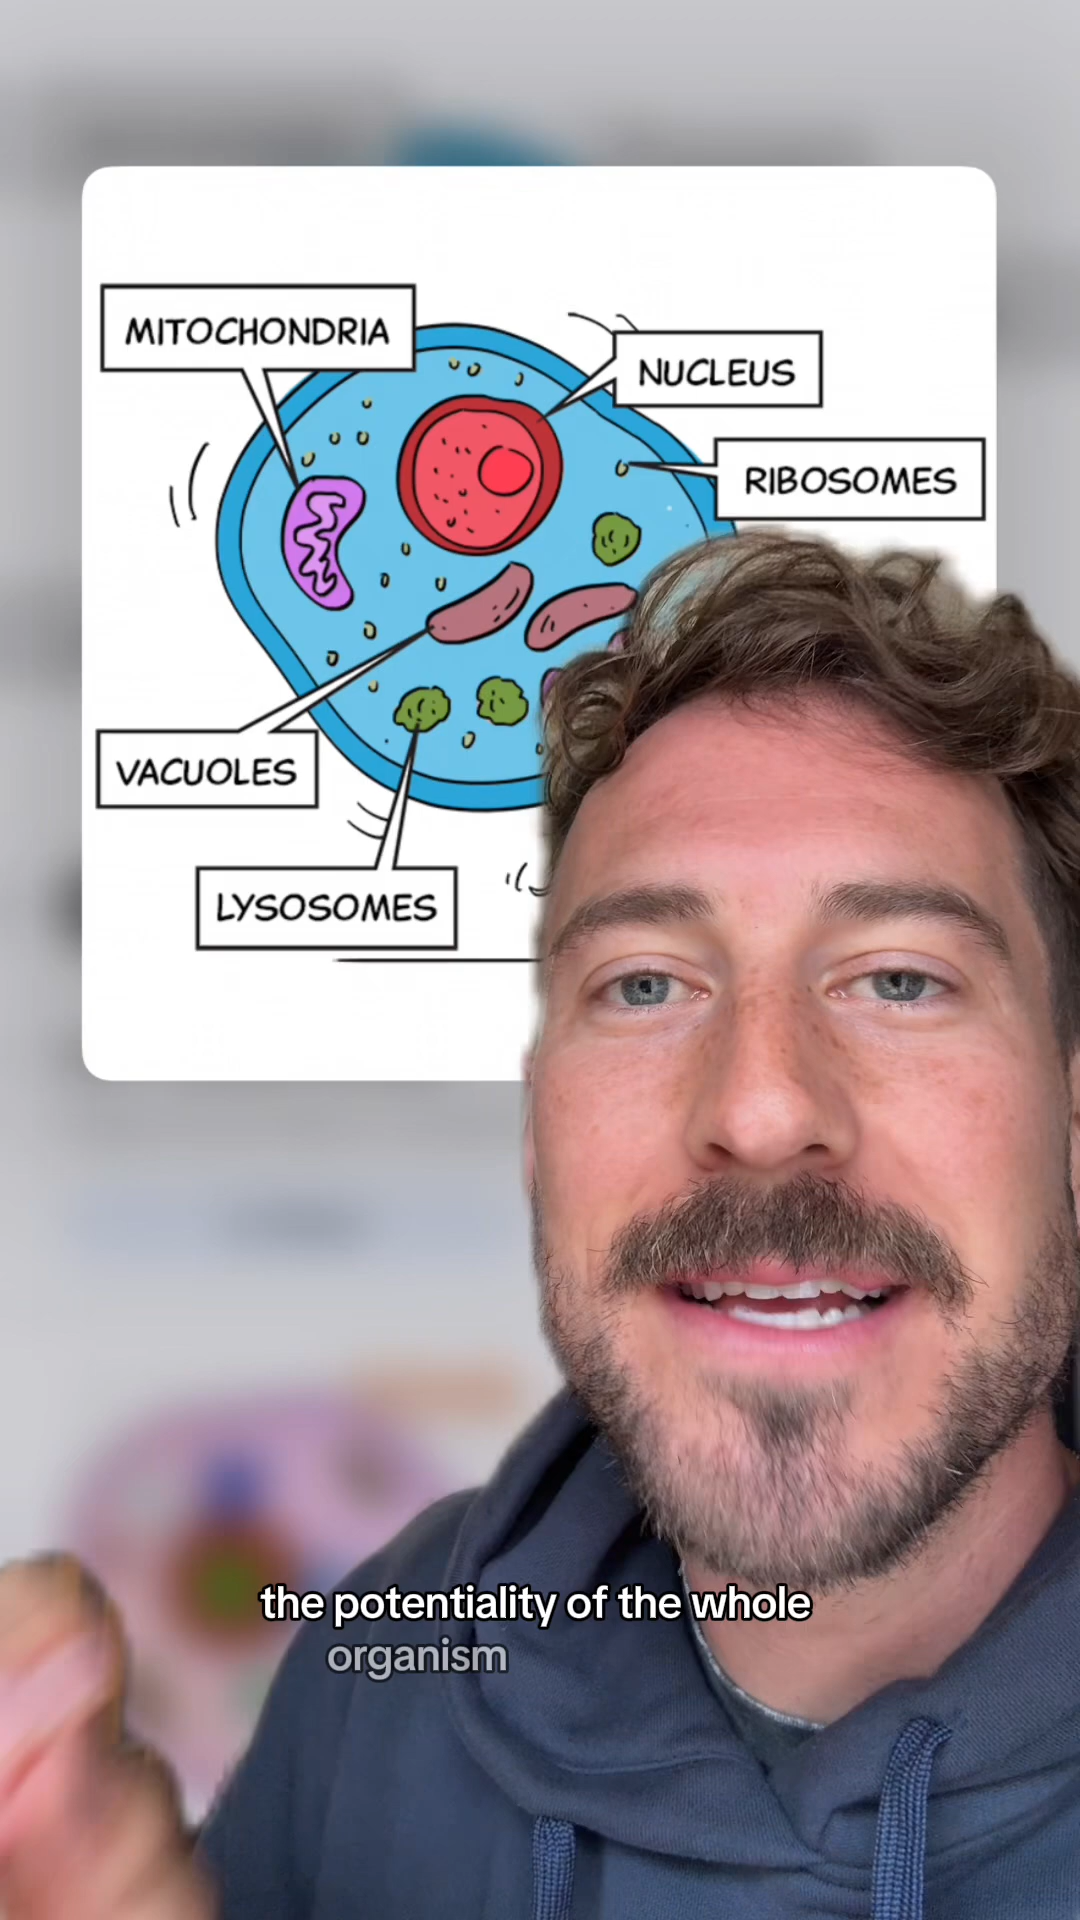 MITOCHONDRIA
NUCLEUS
RIBOSOMES
VACUOLES
LYSOSOMES
the potentiality of the whole
organism